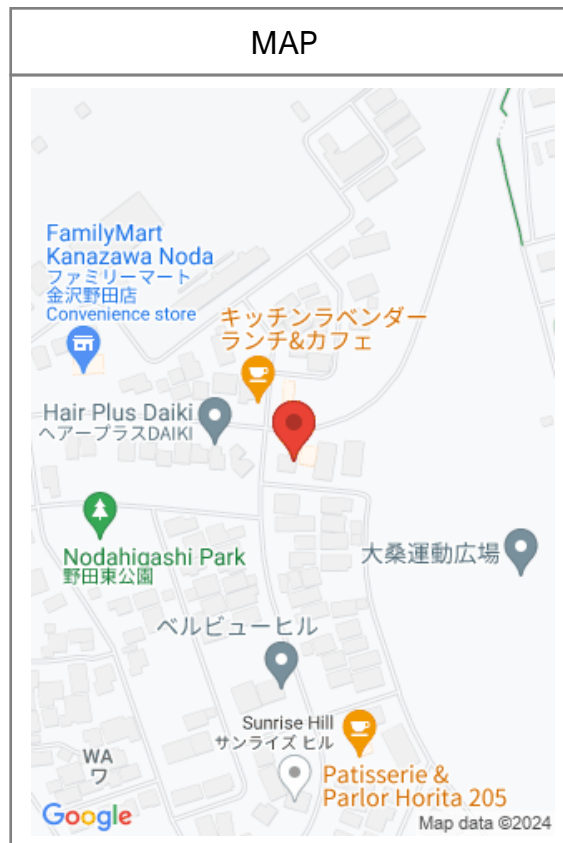 MAP
FamilyMart
Kanazawa Noda
ファミリーマート
金沢野田店
Convenience store
キッチンラベンダー
ランチ&カフェ
Hair Plus Daiki
ヘアープラスDAIKI
Nodahigashi Park
野田東公園
大桑運動広場
ベルビューヒル
Sunrise Hill
サンライズ ヒル
WA
ワ
Patisserie &
Parlor Horita 205
Google
Map data ©2024